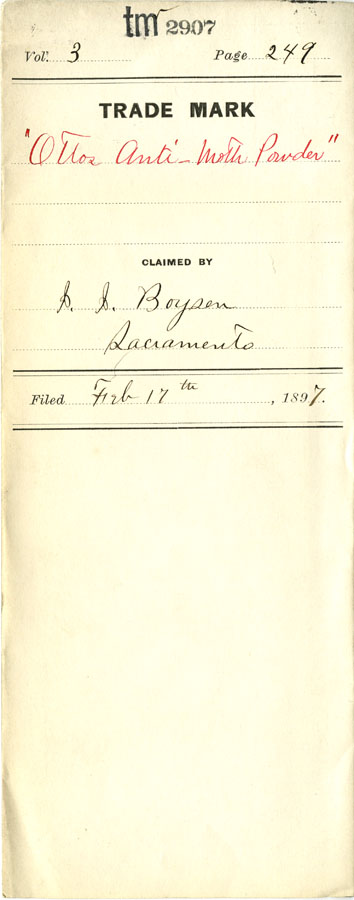 tm 2907
Vol. 3 Page 249
TRADE MARK
"Ottos Anti-Moth Powder"
CLAIMED BY
S. S. Boysen
Sacramento
Filed Feb 17th, 1897.